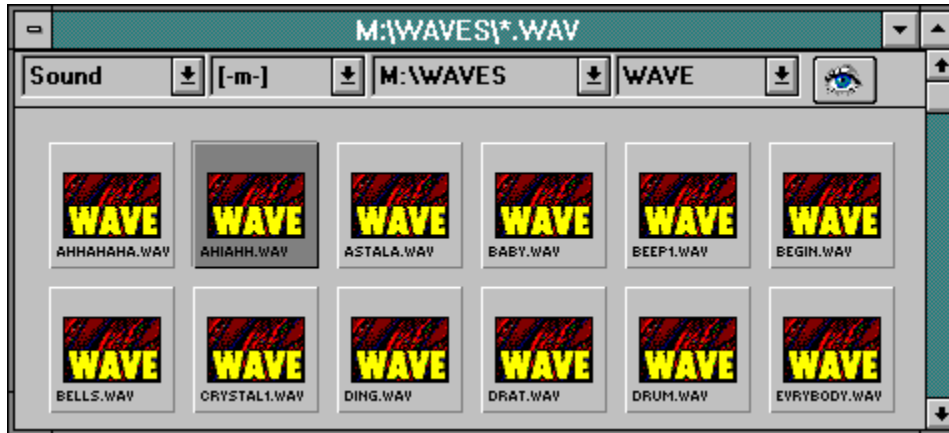 M:\WAVES\*.WAV
Sound [-m-] M:\WAVES WAVE
WAVE WAVE WAVE WAVE WAVE WAVE
AHHAHAHA.WAV AHIAHH.WAV ASTALA.WAV BABY.WAV BEEP1.WAV BEGIN.WAV
WAVE WAVE WAVE WAVE WAVE WAVE
BELLS.WAV CRYSTAL1.WAV DING.WAV DRAT.WAV DRUM.WAV EVRYBODY.WAV